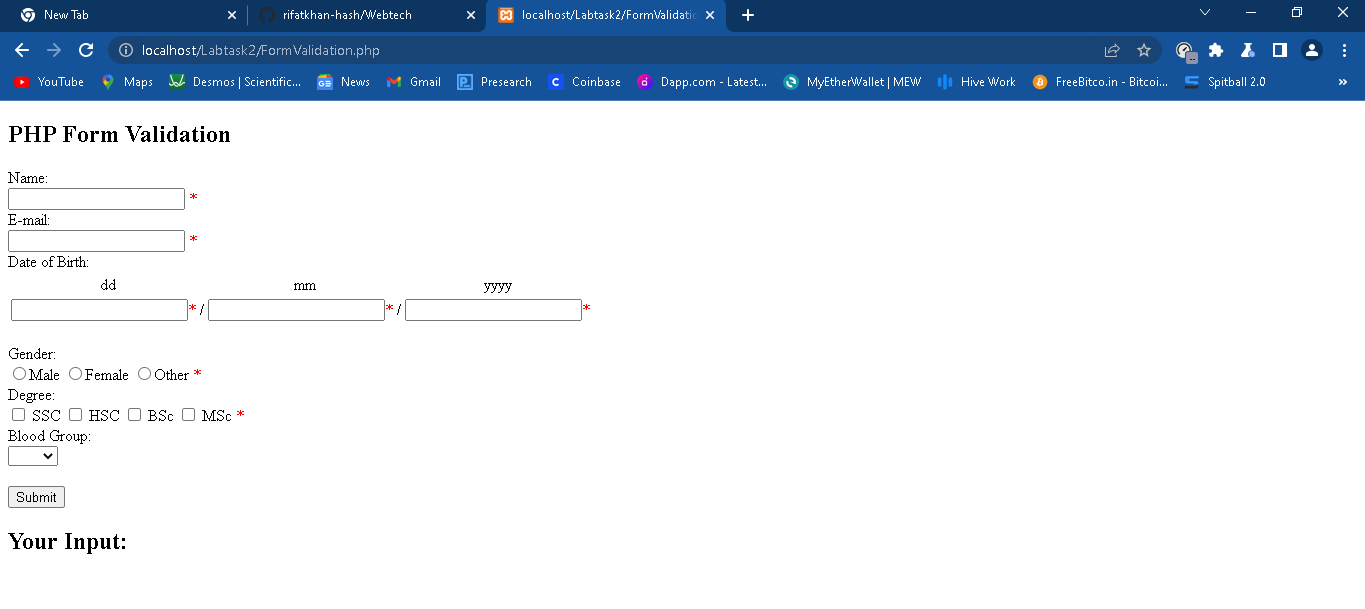 New Tab
rifatkhan-hash/Webtech
localhost/Labtask2/FormValidatio
localhost/Labtask2/FormValidation.php
YouTube Maps Desmos | Scientific... News Gmail Presearch Coinbase Dapp.com - Latest... MyEtherWallet | MEW Hive Work FreeBitco.in - Bitcoi... Spitball 2.0 »
PHP Form Validation
Name:
*
E-mail:
*
Date of Birth:
dd mm yyyy
* / * / *
Gender:
Male Female Other *
Degree:
SSC HSC BSc MSc *
Blood Group:
Submit
Your Input: